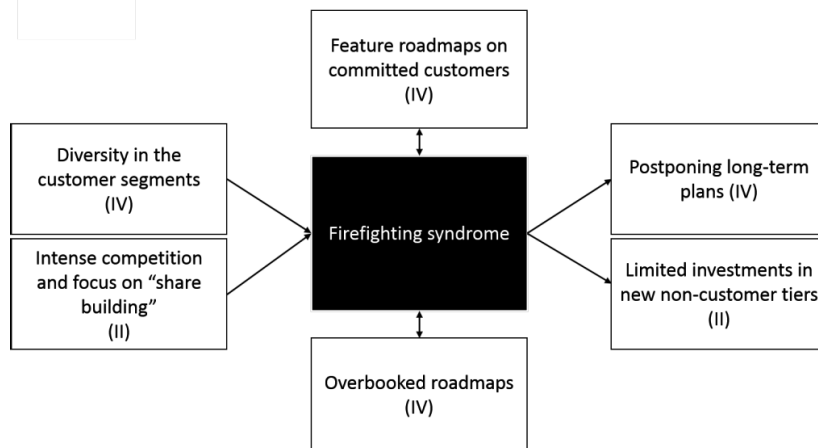 Feature roadmaps on
committed customers
(IV)
Diversity in the
customer segments
(IV)
Intense competition
and focus on “share
building”
(II)
Firefighting syndrome
Postponing long-term
plans (IV)
Limited investments in
new non-customer tiers
(II)
Overbooked roadmaps
(IV)